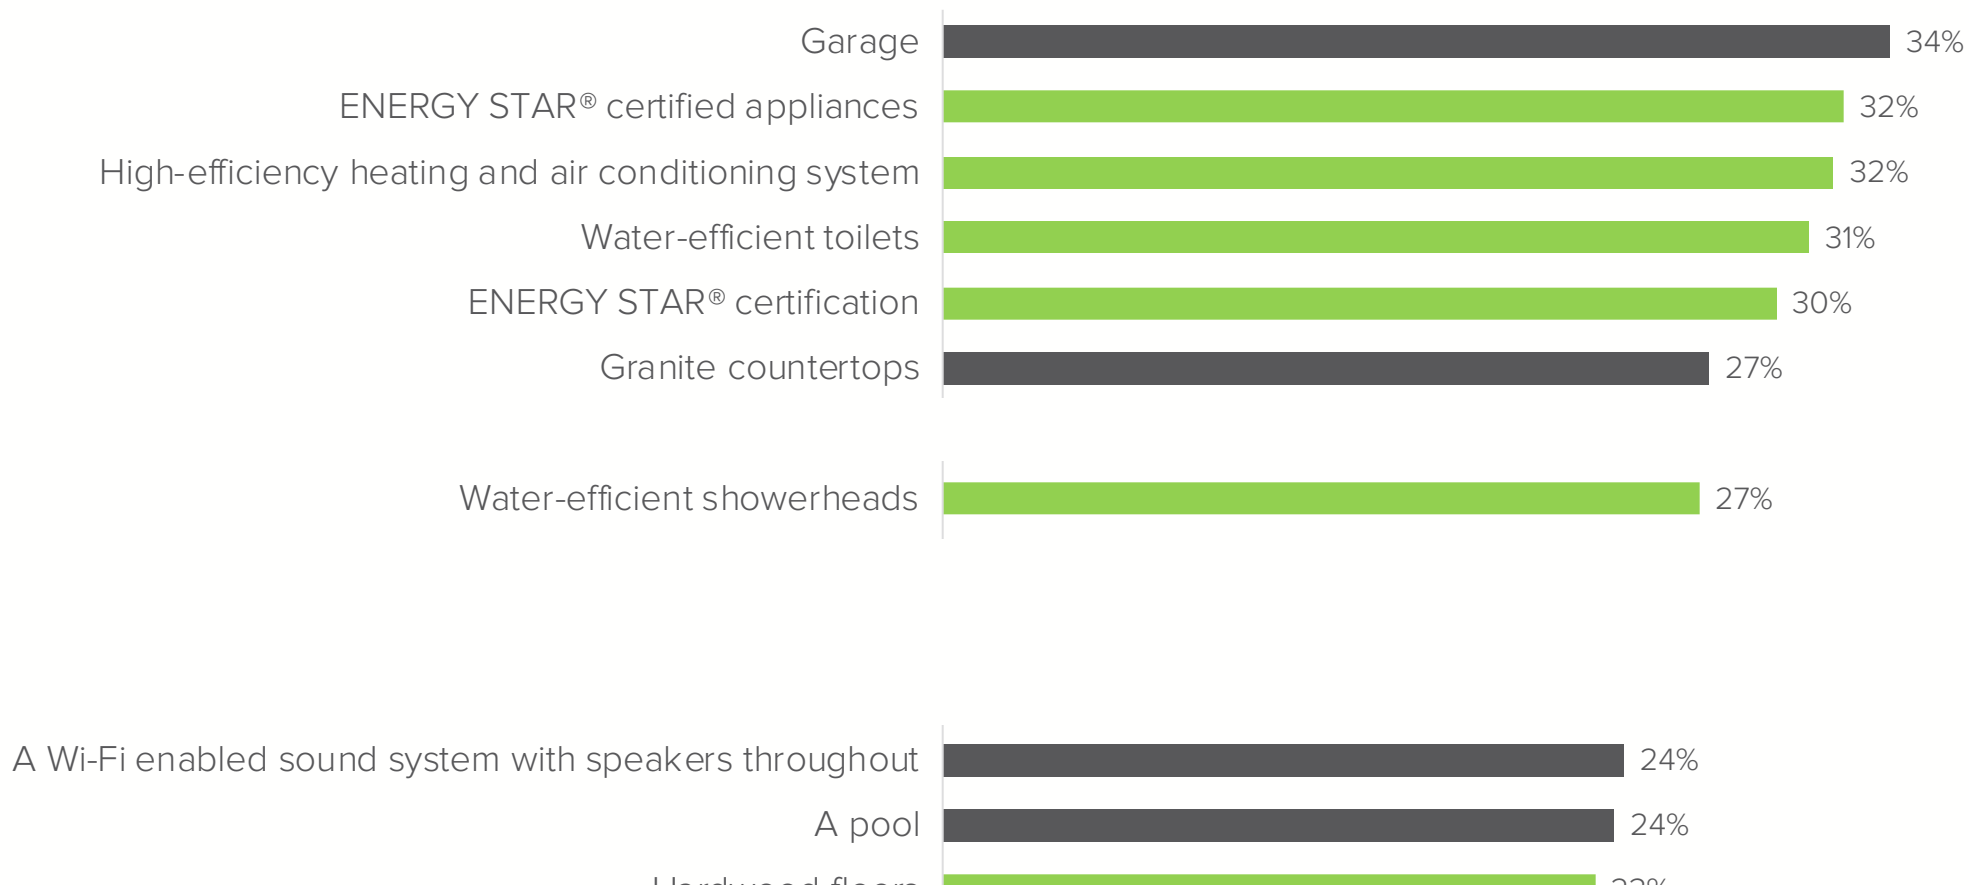 Garage 34%
ENERGY STAR® certified appliances 32%
High-efficiency heating and air conditioning system 32%
Water-efficient toilets 31%
ENERGY STAR® certification 30%
Granite countertops 27%
Water-efficient showerheads 27%
A Wi-Fi enabled sound system with speakers throughout 24%
A pool 24%
Hardwood floors